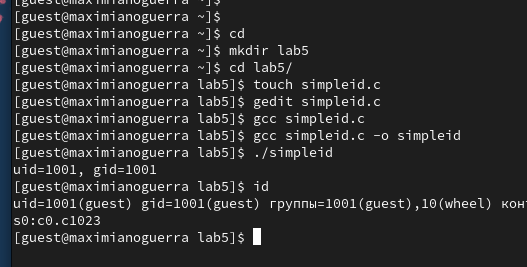 [guest@maximianoguerra ~]$
[guest@maximianoguerra ~]$
[guest@maximianoguerra ~]$ cd
[guest@maximianoguerra ~]$ mkdir lab5
[guest@maximianoguerra ~]$ cd lab5/
[guest@maximianoguerra lab5]$ touch simpleid.c
[guest@maximianoguerra lab5]$ gedit simpleid.c
[guest@maximianoguerra lab5]$ gcc simpleid.c
[guest@maximianoguerra lab5]$ gcc simpleid.c -o simpleid
[guest@maximianoguerra lab5]$ ./simpleid
uid=1001, gid=1001
[guest@maximianoguerra lab5]$ id
uid=1001(guest) gid=1001(guest) группы=1001(guest),10(wheel) конт
s0:c0.c1023
[guest@maximianoguerra lab5]$